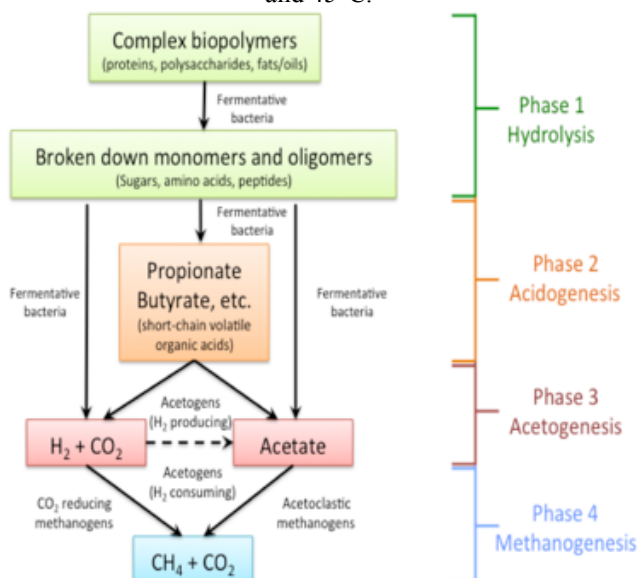 and 45°C.
Complex biopolymers
(proteins, polysaccharides, fats/oils)
Fermentative
bacteria
Phase 1
Hydrolysis
Broken down monomers and oligomers
(Sugars, amino acids, peptides)
Fermentative
bacteria
Propionate
Butyrate, etc.
(short-chain volatile
organic acids)
Fermentative
bacteria
Fermentative
bacteria
Phase 2
Acidogenesis
Acetogens
(H₂ producing)
H₂ + CO₂
Acetate
Acetogens
(H₂ consuming)
Phase 3
Acetogenesis
CO₂ reducing
methanogens
Acetoclastic
methanogens
CH₄ + CO₂
Phase 4
Methanogenesis